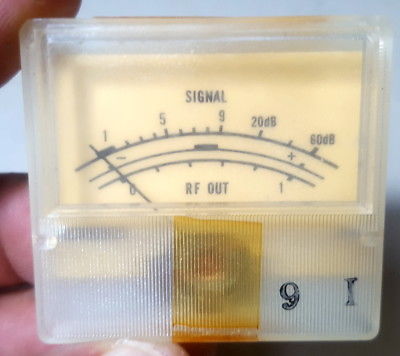 SIGNAL
1 5 9 20dB 60dB
− +
0 RF OUT 1
9 I